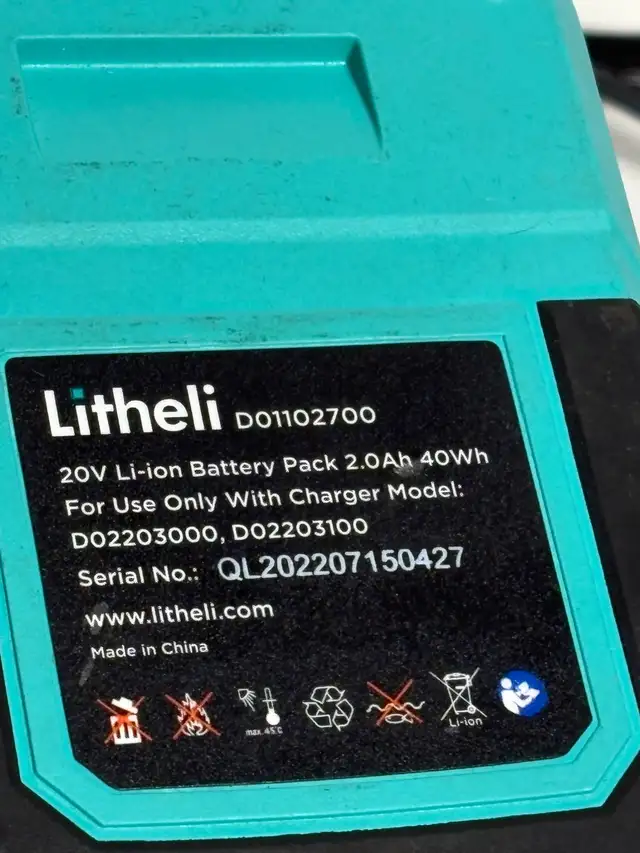 Litheli D01102700
20V Li-ion Battery Pack 2.0Ah 40Wh
For Use Only With Charger Model:
D02203000, D02203100
Serial No.: QL202207150427
www.litheli.com
Made in China
max.45°C
Li-ion